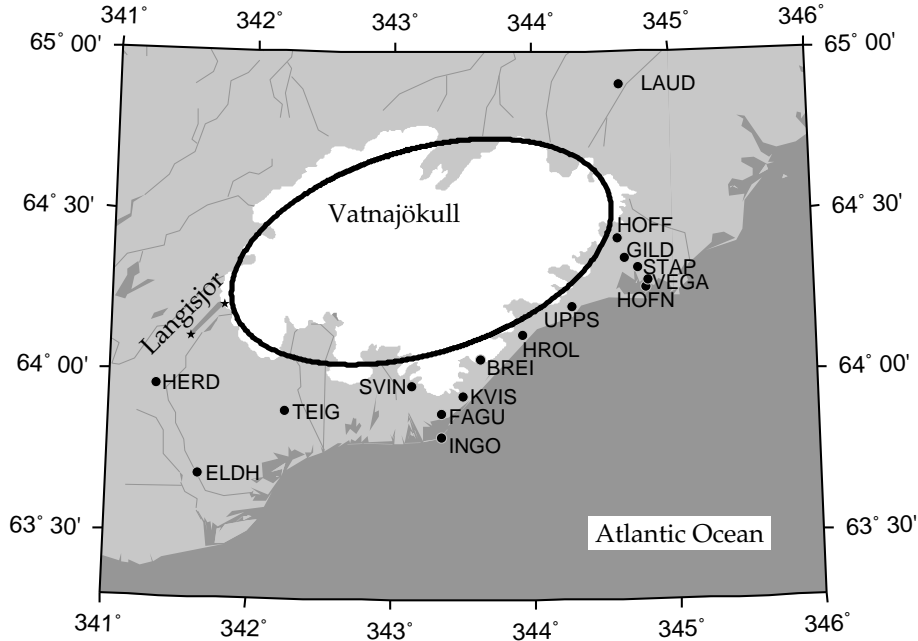 341° 342° 343° 344° 345° 346°
65° 00' 65° 00'
LAUD
64° 30' 64° 30'
Vatnajökull
HOFF
GILD
STAP
VEGA
HOFN
Langisjor
UPPS
HROL
64° 00' 64° 00'
BREI
HERD
SVIN
KVIS
TEIG
FAGU
INGO
ELDH
63° 30' 63° 30'
Atlantic Ocean
341° 342° 343° 344° 345° 346°